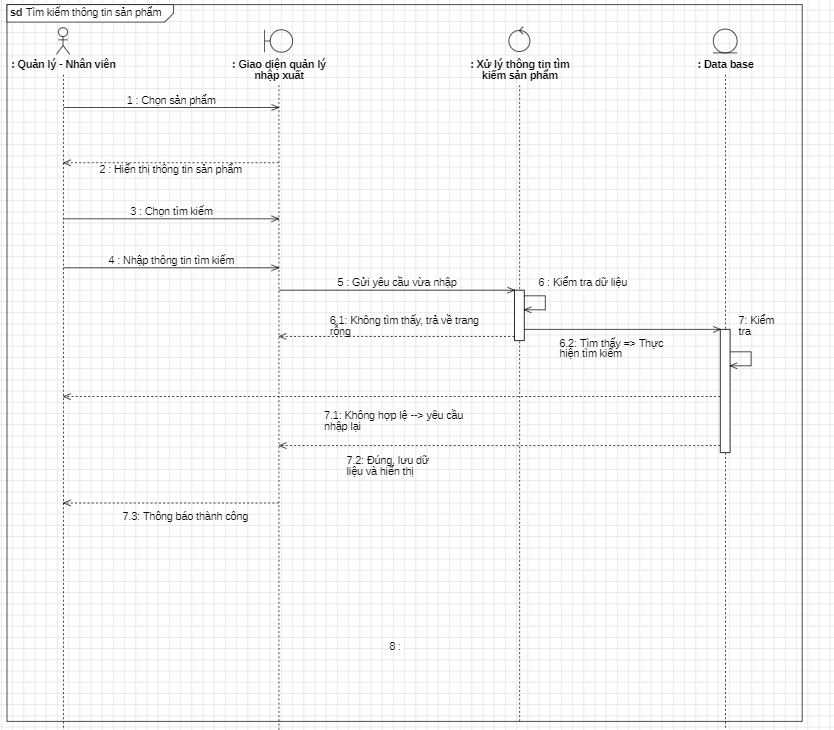 sd Tìm kiếm thông tin sản phẩm
: Quản lý - Nhân viên
: Giao diện quản lý
nhập xuất
: Xử lý thông tin tìm
kiếm sản phẩm
: Data base
1 : Chọn sản phẩm
2 : Hiển thị thông tin sản phẩm
3 : Chọn tìm kiếm
4 : Nhập thông tin tìm kiếm
5 : Gửi yêu cầu vừa nhập
6 : Kiểm tra dữ liệu
6.1: Không tìm thấy, trả về trang
rỗng
6.2: Tìm thấy => Thực
hiện tìm kiếm
7: Kiểm
tra
7.1: Không hợp lệ --> yêu cầu
nhập lại
7.2: Đúng, lưu dữ
liệu và hiển thị
7.3: Thông báo thành công
8 :